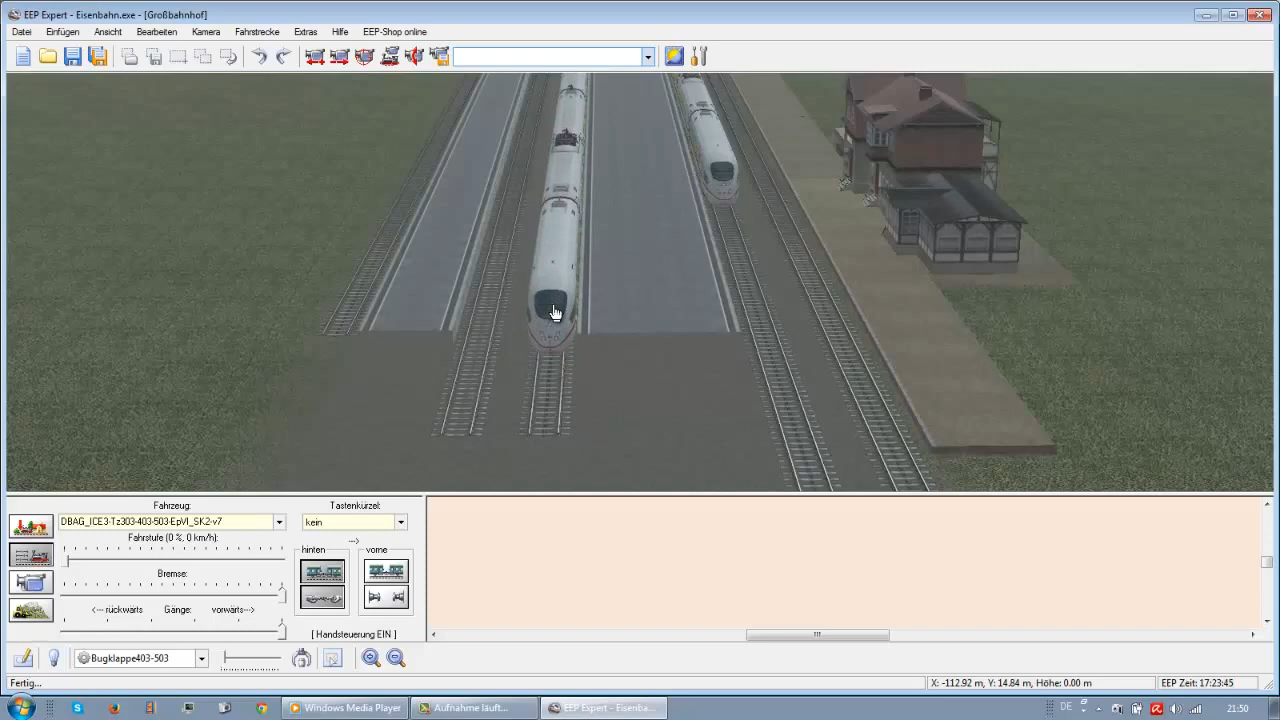 EEP Expert - Eisenbahn.exe - [Großbahnhof]
Datei Einfügen Ansicht Bearbeiten Kamera Fahrstrecke Extras Hilfe EEP-Shop online
Fahrzeug:
DBAG_ICE3-Tz303-403-503-EpVI_SK2-v7
Fahrstufe (0 %, 0 km/h):
Bremse:
<--- rückwärts Gänge: vorwärts--->
Tastenkürzel:
kein
--->
hinten vorne
[ Handsteuerung EIN ]
Bugklappe403-503
Fertig...
X: -112.92 m, Y: 14.84 m, Höhe: 0.00 m
EEP Zeit: 17:23:45
Windows Media Player
Aufnahme läuft...
EEP Expert - Eisenba...
DE
21:50